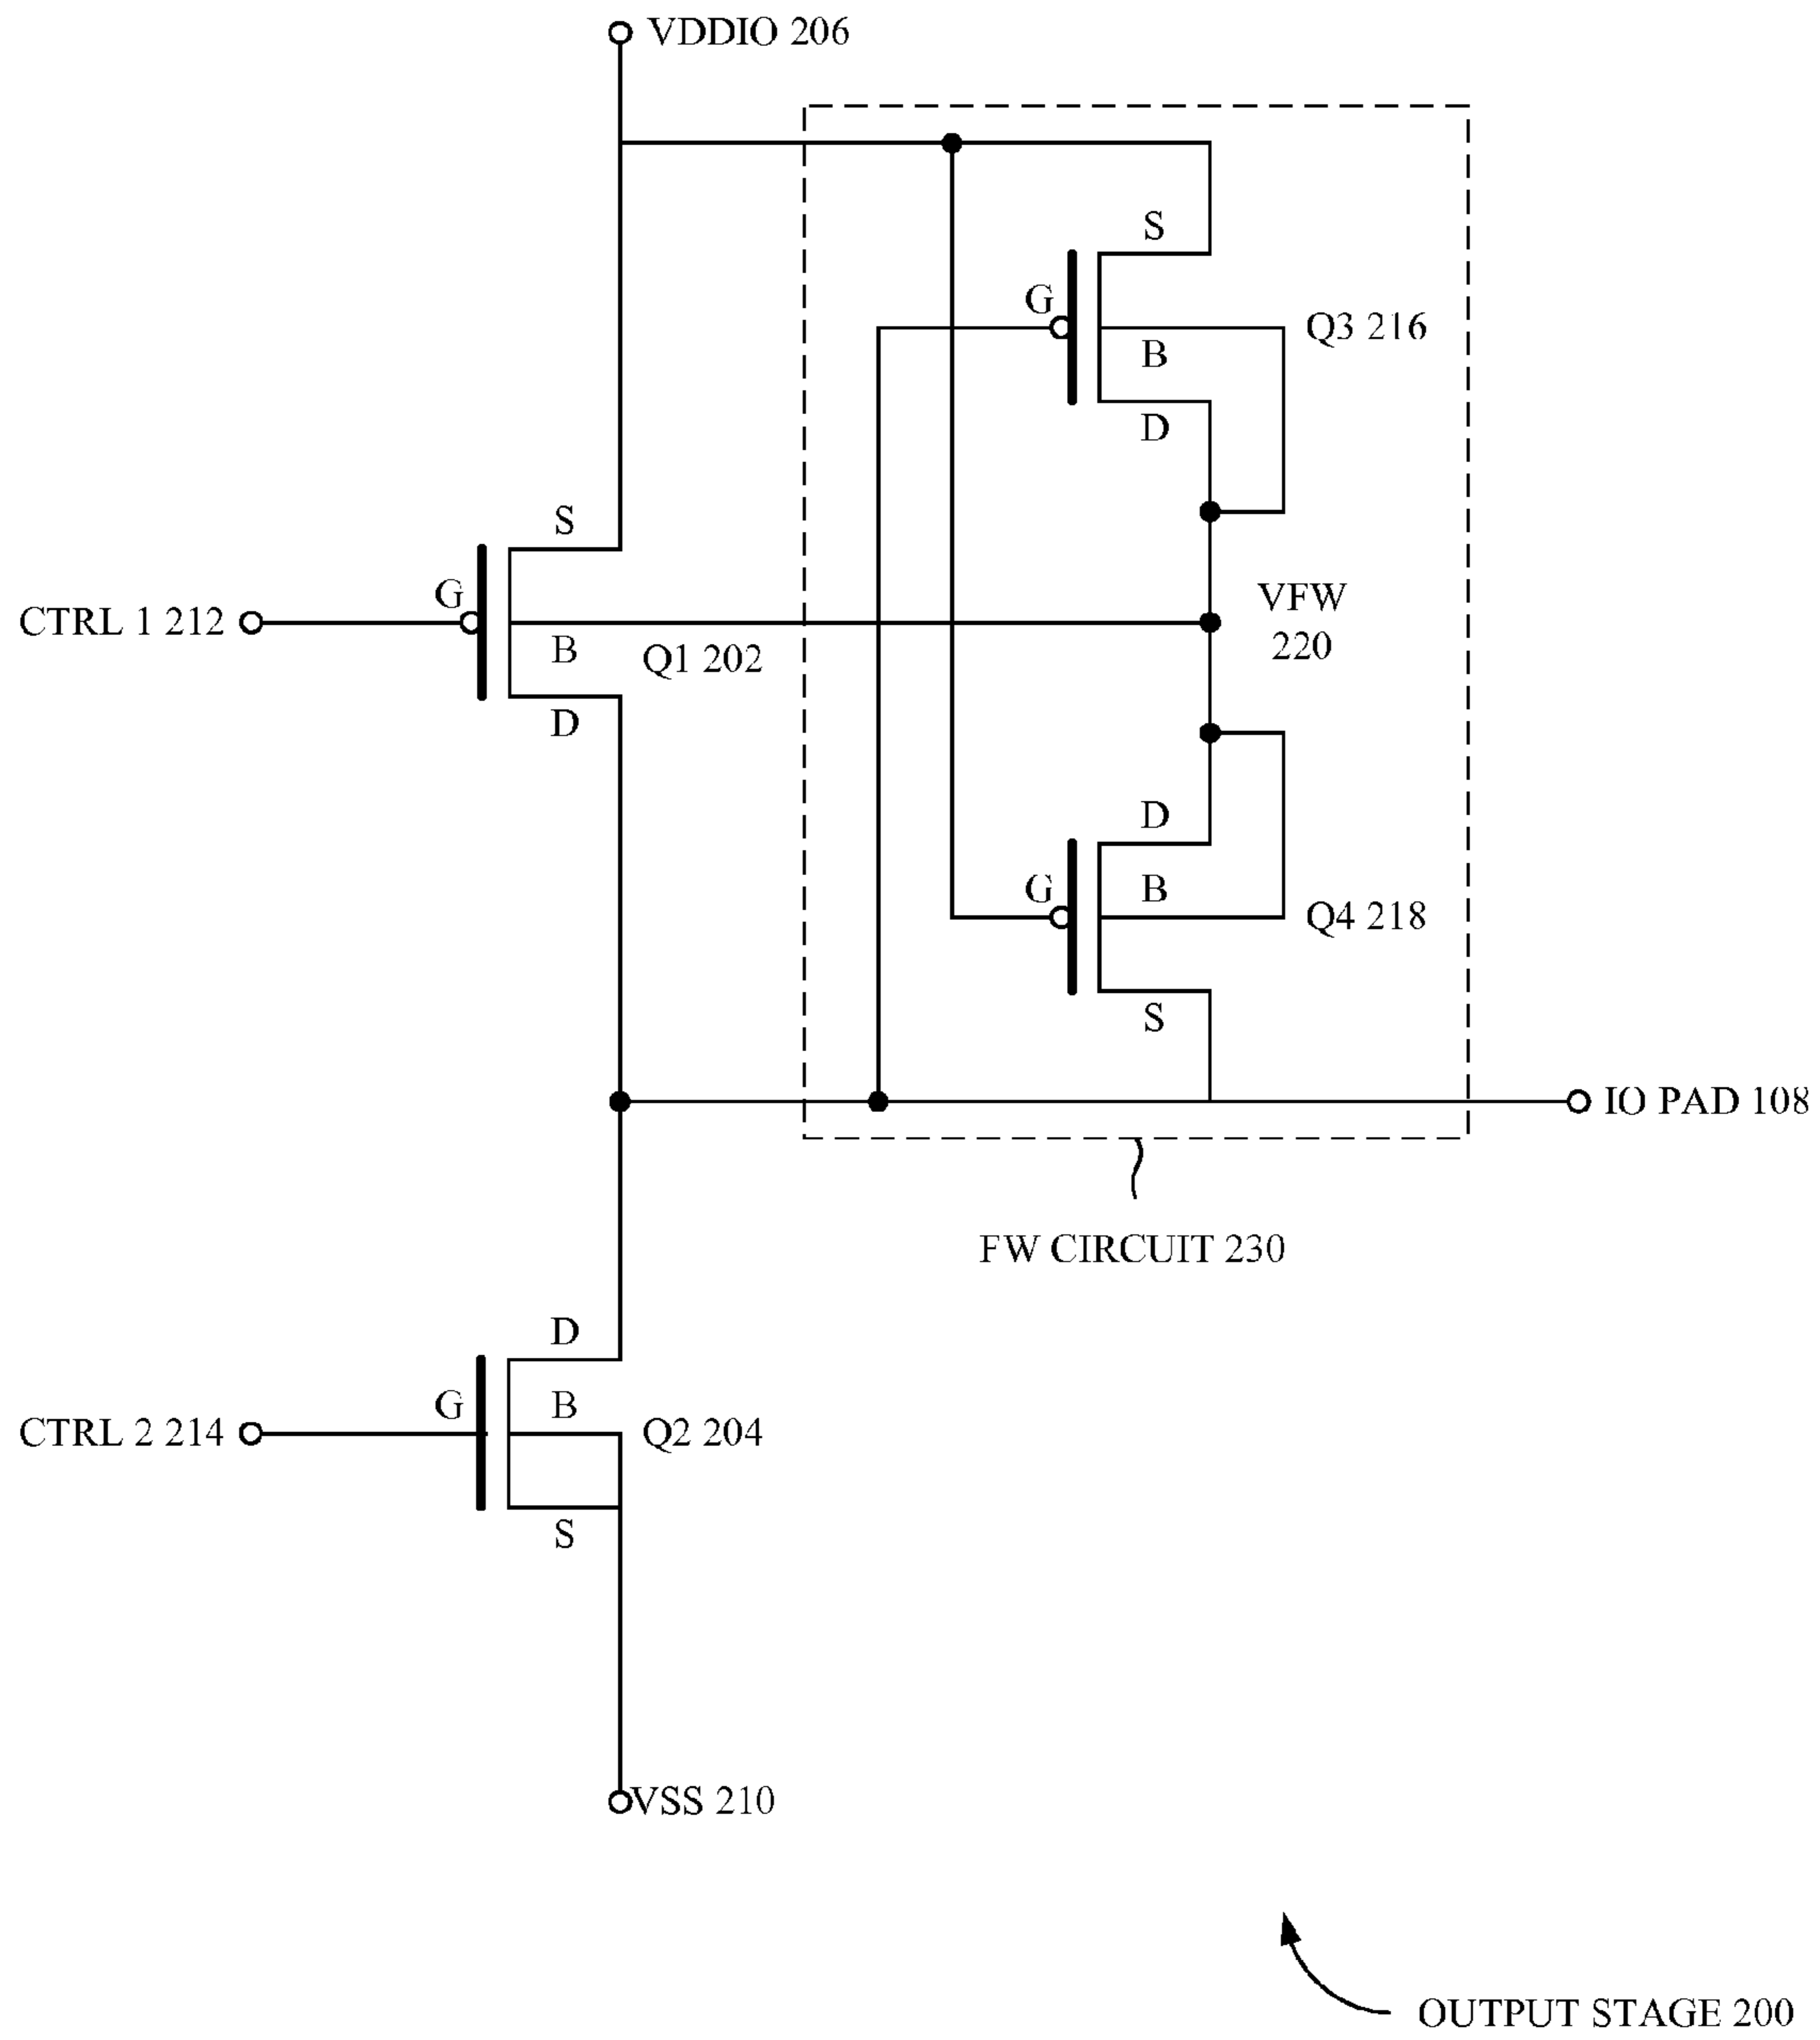 VDDIO 206
S
G
Q3 216
B
D
S
G
CTRL 1 212
B
Q1 202
D
VFW
220
D
G
B
Q4 218
S
IO PAD 108
FW CIRCUIT 230
D
G
B
CTRL 2 214
Q2 204
S
VSS 210
OUTPUT STAGE 200